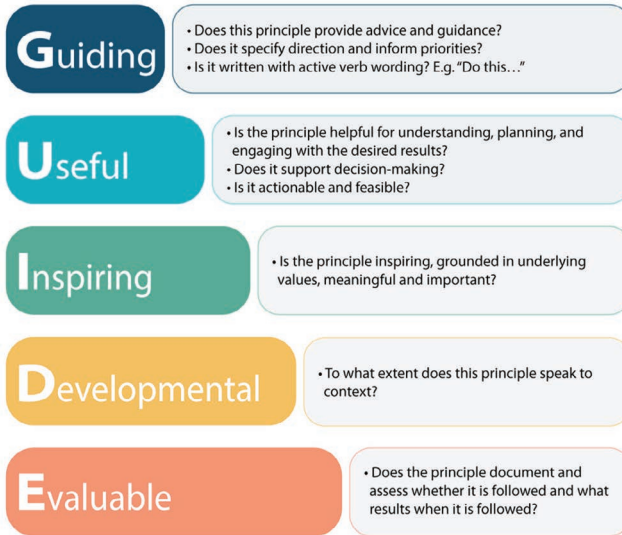 Guiding
• Does this principle provide advice and guidance?
• Does it specify direction and inform priorities?
• Is it written with active verb wording? E.g. “Do this…”
Useful
• Is the principle helpful for understanding, planning, and
engaging with the desired results?
• Does it support decision-making?
• Is it actionable and feasible?
Inspiring
• Is the principle inspiring, grounded in underlying
values, meaningful and important?
Developmental
• To what extent does this principle speak to
context?
Evaluable
• Does the principle document and
assess whether it is followed and what
results when it is followed?